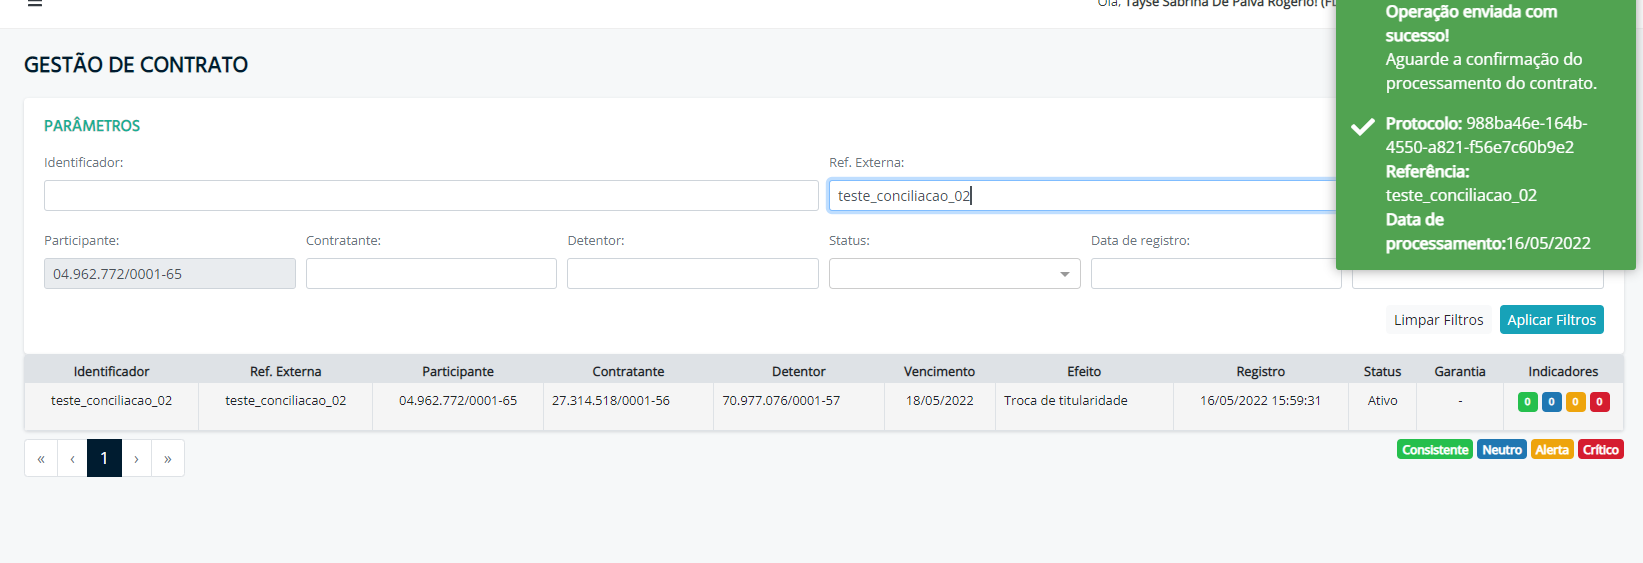 Olá, Tayse Sabrina De Paiva Rogerio!
GESTÃO DE CONTRATO
Operação enviada com
sucesso!
Aguarde a confirmação do
processamento do contrato.
Protocolo: 988ba46e-164b-
4550-a821-f56e7c60b9e2
Referência:
teste_conciliacao_02
Data de
processamento:16/05/2022
PARÂMETROS
Identificador: Ref. Externa:
teste_conciliacao_02
Participante: Contratante: Detentor: Status: Data de registro:
04.962.772/0001-65
Limpar Filtros Aplicar Filtros
Identificador Ref. Externa Participante Contratante Detentor Vencimento Efeito Registro Status Garantia Indicadores
teste_conciliacao_02 teste_conciliacao_02 04.962.772/0001-65 27.314.518/0001-56 70.977.076/0001-57 18/05/2022 Troca de titularidade 16/05/2022 15:59:31 Ativo - 0 0 0 0
« ‹ 1 › »
Consistente Neutro Alerta Crítico